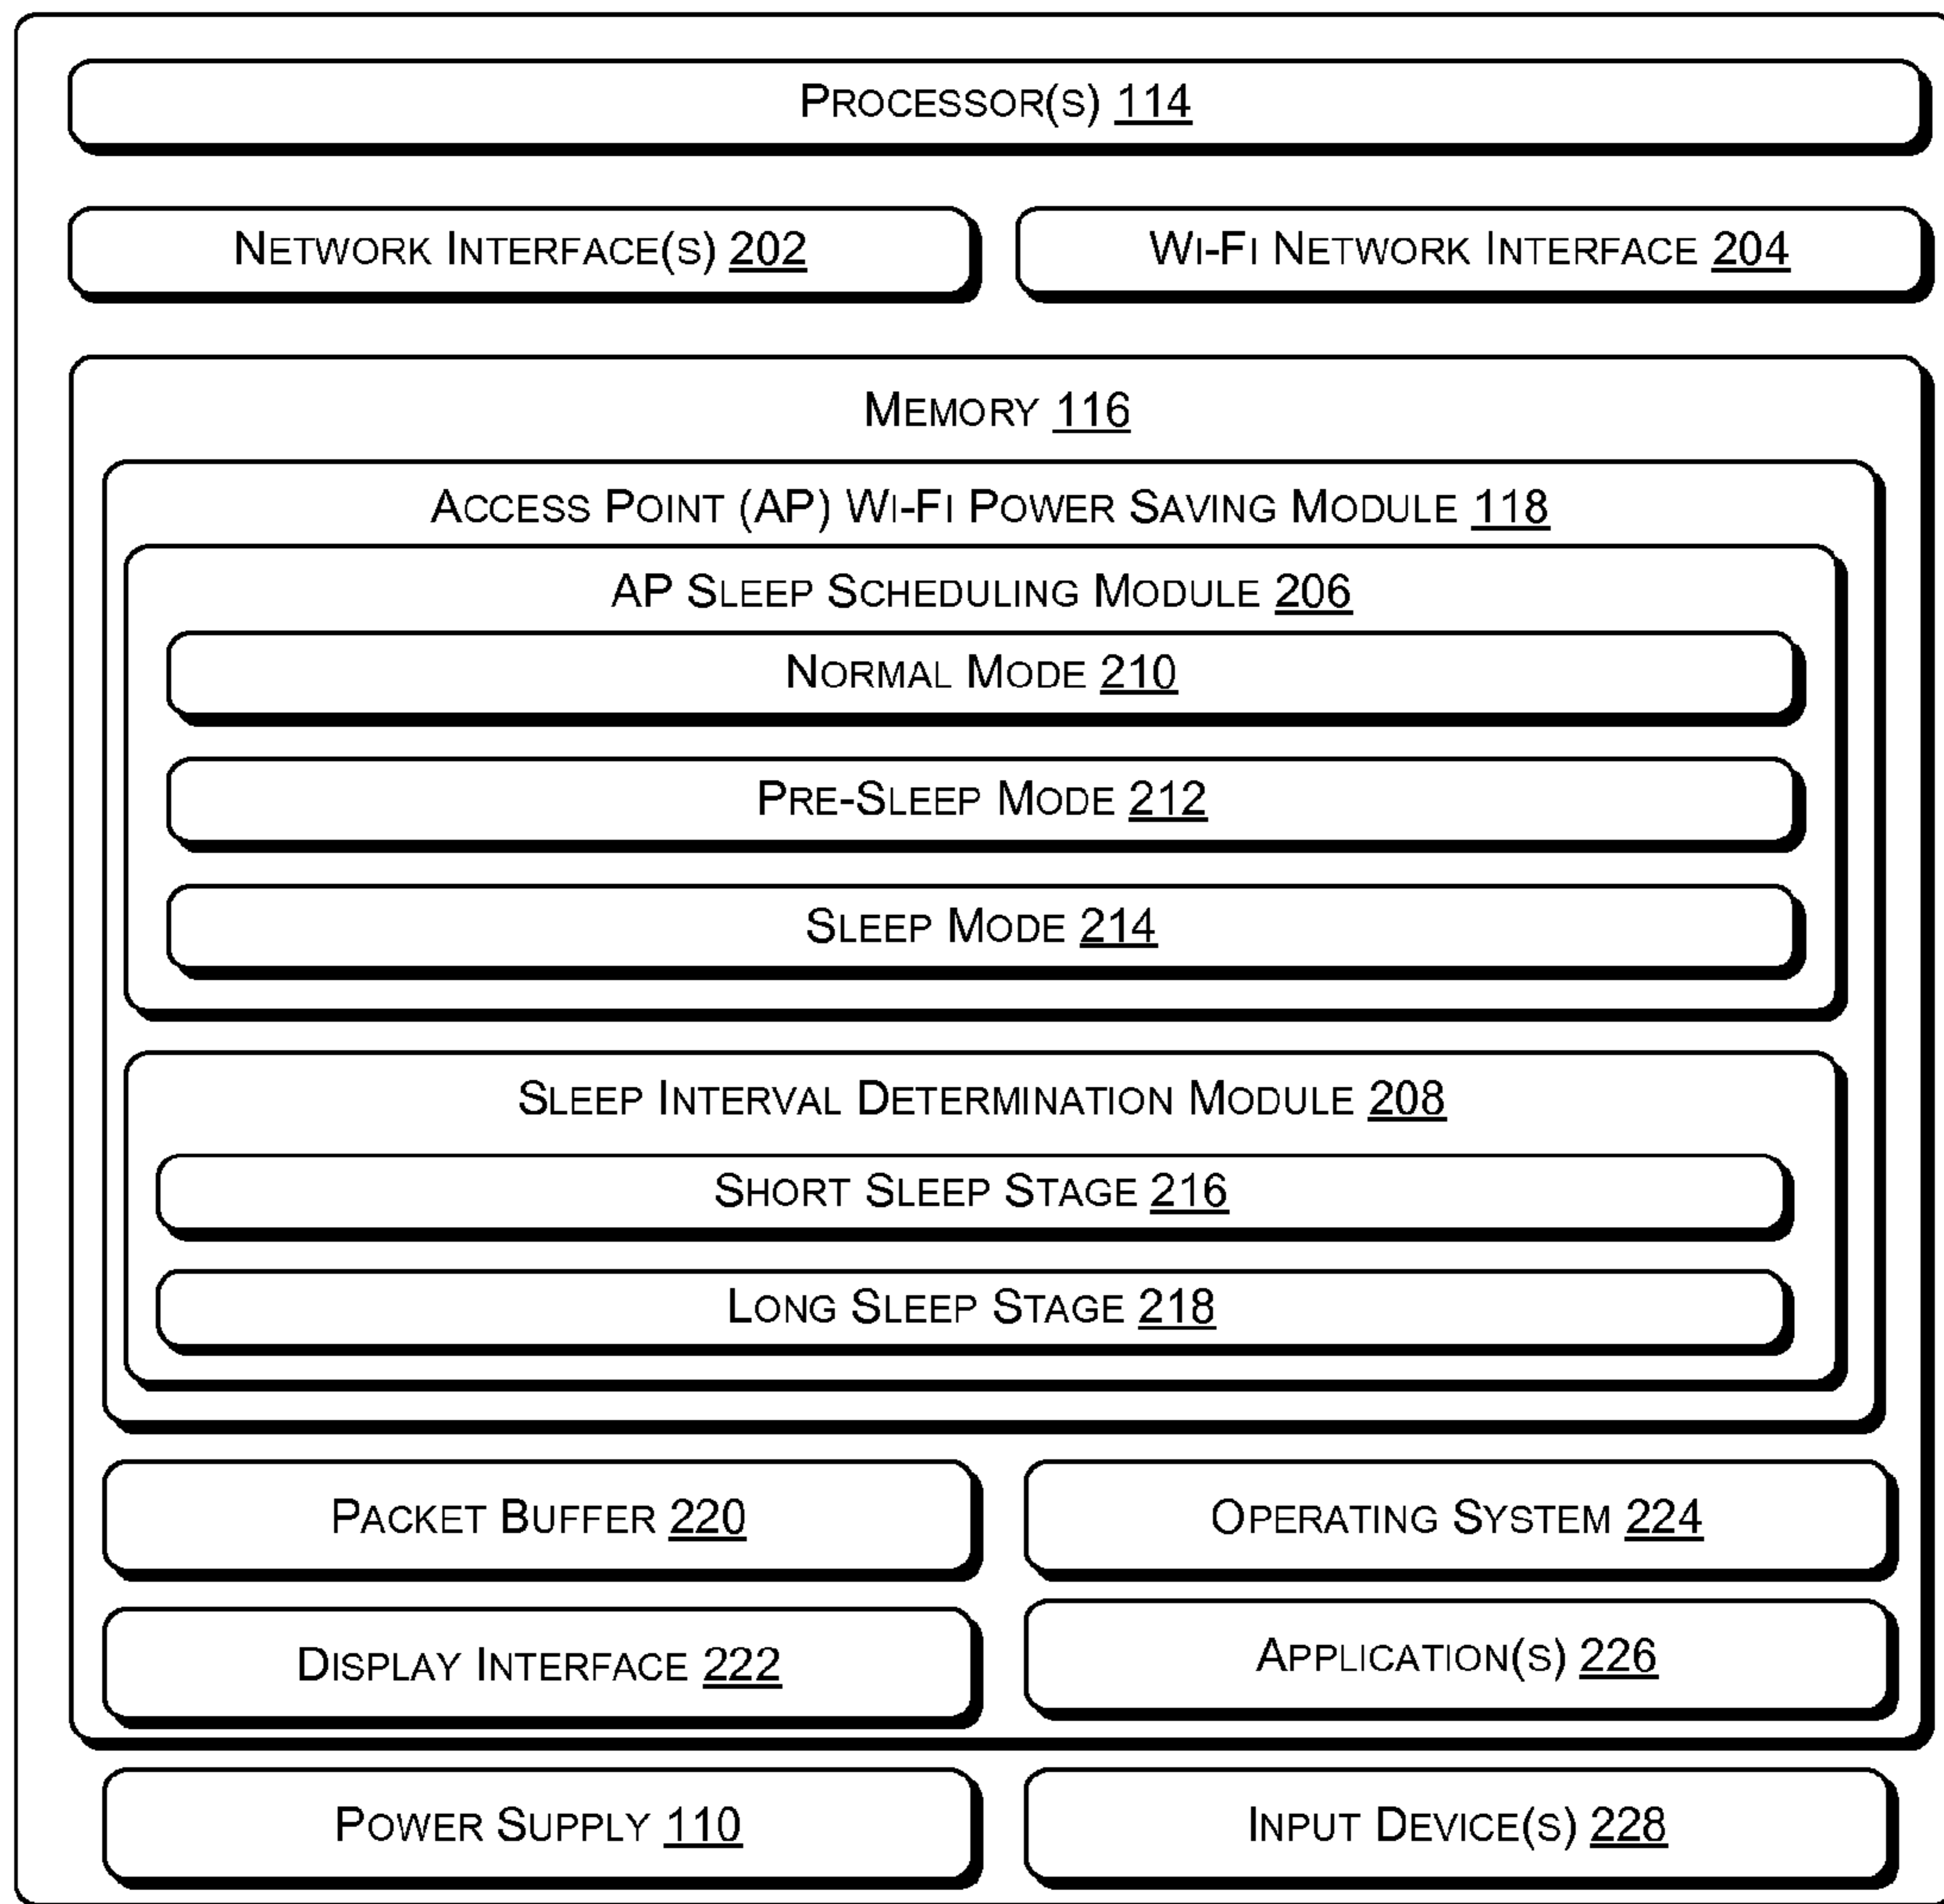 PROCESSOR(S) 114
NETWORK INTERFACE(S) 202
WI-FI NETWORK INTERFACE 204
MEMORY 116
ACCESS POINT (AP) WI-FI POWER SAVING MODULE 118
AP SLEEP SCHEDULING MODULE 206
NORMAL MODE 210
PRE-SLEEP MODE 212
SLEEP MODE 214
SLEEP INTERVAL DETERMINATION MODULE 208
SHORT SLEEP STAGE 216
LONG SLEEP STAGE 218
PACKET BUFFER 220
OPERATING SYSTEM 224
DISPLAY INTERFACE 222
APPLICATION(S) 226
POWER SUPPLY 110
INPUT DEVICE(S) 228